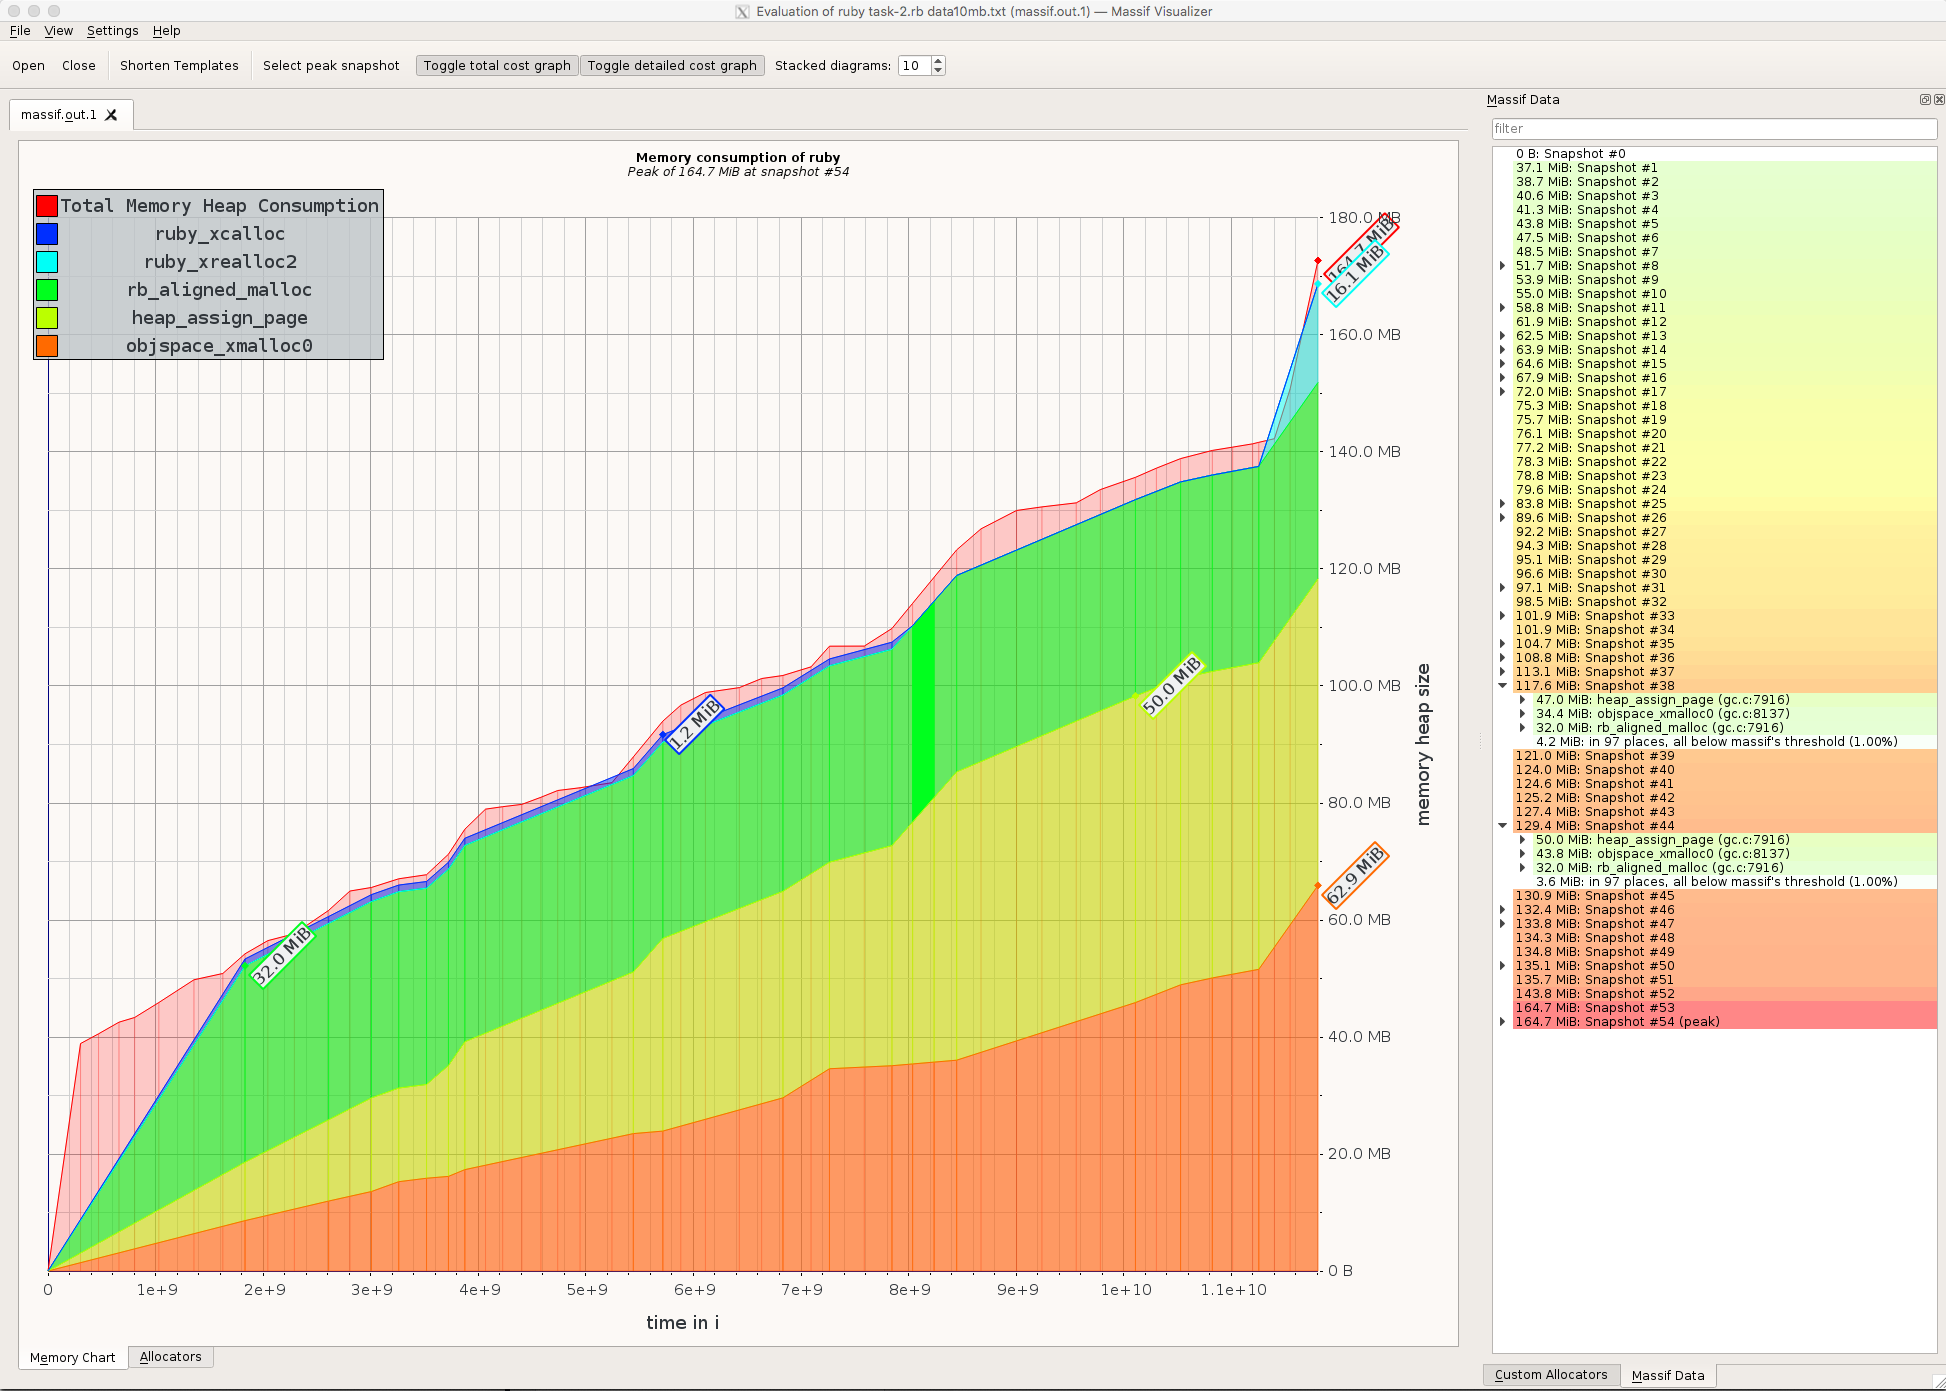 Evaluation of ruby task-2.rb data10mb.txt (massif.out.1) — Massif Visualizer
File View Settings Help
Open Close Shorten Templates Select peak snapshot Toggle total cost graph Toggle detailed cost graph Stacked diagrams: 10
massif.out.1
Memory consumption of ruby
Peak of 164.7 MiB at snapshot #54
Total Memory Heap Consumption
ruby_xcalloc
ruby_xrealloc2
rb_aligned_malloc
heap_assign_page
objspace_xmalloc0
180.0 MB
164.7 MiB
16.1 MiB
160.0 MB
140.0 MB
120.0 MB
100.0 MB
80.0 MB
60.0 MB
40.0 MB
20.0 MB
0 B
50.0 MiB
1.2 MiB
62.9 MiB
32.0 MiB
memory heap size
0 1e+9 2e+9 3e+9 4e+9 5e+9 6e+9 7e+9 8e+9 9e+9 1e+10 1.1e+10
time in i
Memory Chart Allocators
Massif Data
filter
0 B: Snapshot #0
37.1 MiB: Snapshot #1
38.7 MiB: Snapshot #2
40.6 MiB: Snapshot #3
41.3 MiB: Snapshot #4
43.8 MiB: Snapshot #5
47.5 MiB: Snapshot #6
48.5 MiB: Snapshot #7
51.7 MiB: Snapshot #8
53.9 MiB: Snapshot #9
55.0 MiB: Snapshot #10
58.8 MiB: Snapshot #11
61.9 MiB: Snapshot #12
62.5 MiB: Snapshot #13
63.9 MiB: Snapshot #14
64.6 MiB: Snapshot #15
67.9 MiB: Snapshot #16
72.0 MiB: Snapshot #17
75.3 MiB: Snapshot #18
75.7 MiB: Snapshot #19
76.1 MiB: Snapshot #20
77.2 MiB: Snapshot #21
78.3 MiB: Snapshot #22
78.8 MiB: Snapshot #23
79.6 MiB: Snapshot #24
83.8 MiB: Snapshot #25
89.6 MiB: Snapshot #26
92.2 MiB: Snapshot #27
94.3 MiB: Snapshot #28
95.1 MiB: Snapshot #29
96.6 MiB: Snapshot #30
97.1 MiB: Snapshot #31
98.5 MiB: Snapshot #32
101.9 MiB: Snapshot #33
101.9 MiB: Snapshot #34
104.7 MiB: Snapshot #35
108.8 MiB: Snapshot #36
113.1 MiB: Snapshot #37
117.6 MiB: Snapshot #38
47.0 MiB: heap_assign_page (gc.c:7916)
34.4 MiB: objspace_xmalloc0 (gc.c:8137)
32.0 MiB: rb_aligned_malloc (gc.c:7916)
4.2 MiB: in 97 places, all below massif's threshold (1.00%)
121.0 MiB: Snapshot #39
124.0 MiB: Snapshot #40
124.6 MiB: Snapshot #41
125.2 MiB: Snapshot #42
127.4 MiB: Snapshot #43
129.4 MiB: Snapshot #44
50.0 MiB: heap_assign_page (gc.c:7916)
43.8 MiB: objspace_xmalloc0 (gc.c:8137)
32.0 MiB: rb_aligned_malloc (gc.c:7916)
3.6 MiB: in 97 places, all below massif's threshold (1.00%)
130.9 MiB: Snapshot #45
132.4 MiB: Snapshot #46
133.8 MiB: Snapshot #47
134.3 MiB: Snapshot #48
134.8 MiB: Snapshot #49
135.1 MiB: Snapshot #50
135.7 MiB: Snapshot #51
143.8 MiB: Snapshot #52
164.7 MiB: Snapshot #53
164.7 MiB: Snapshot #54 (peak)
Custom Allocators Massif Data